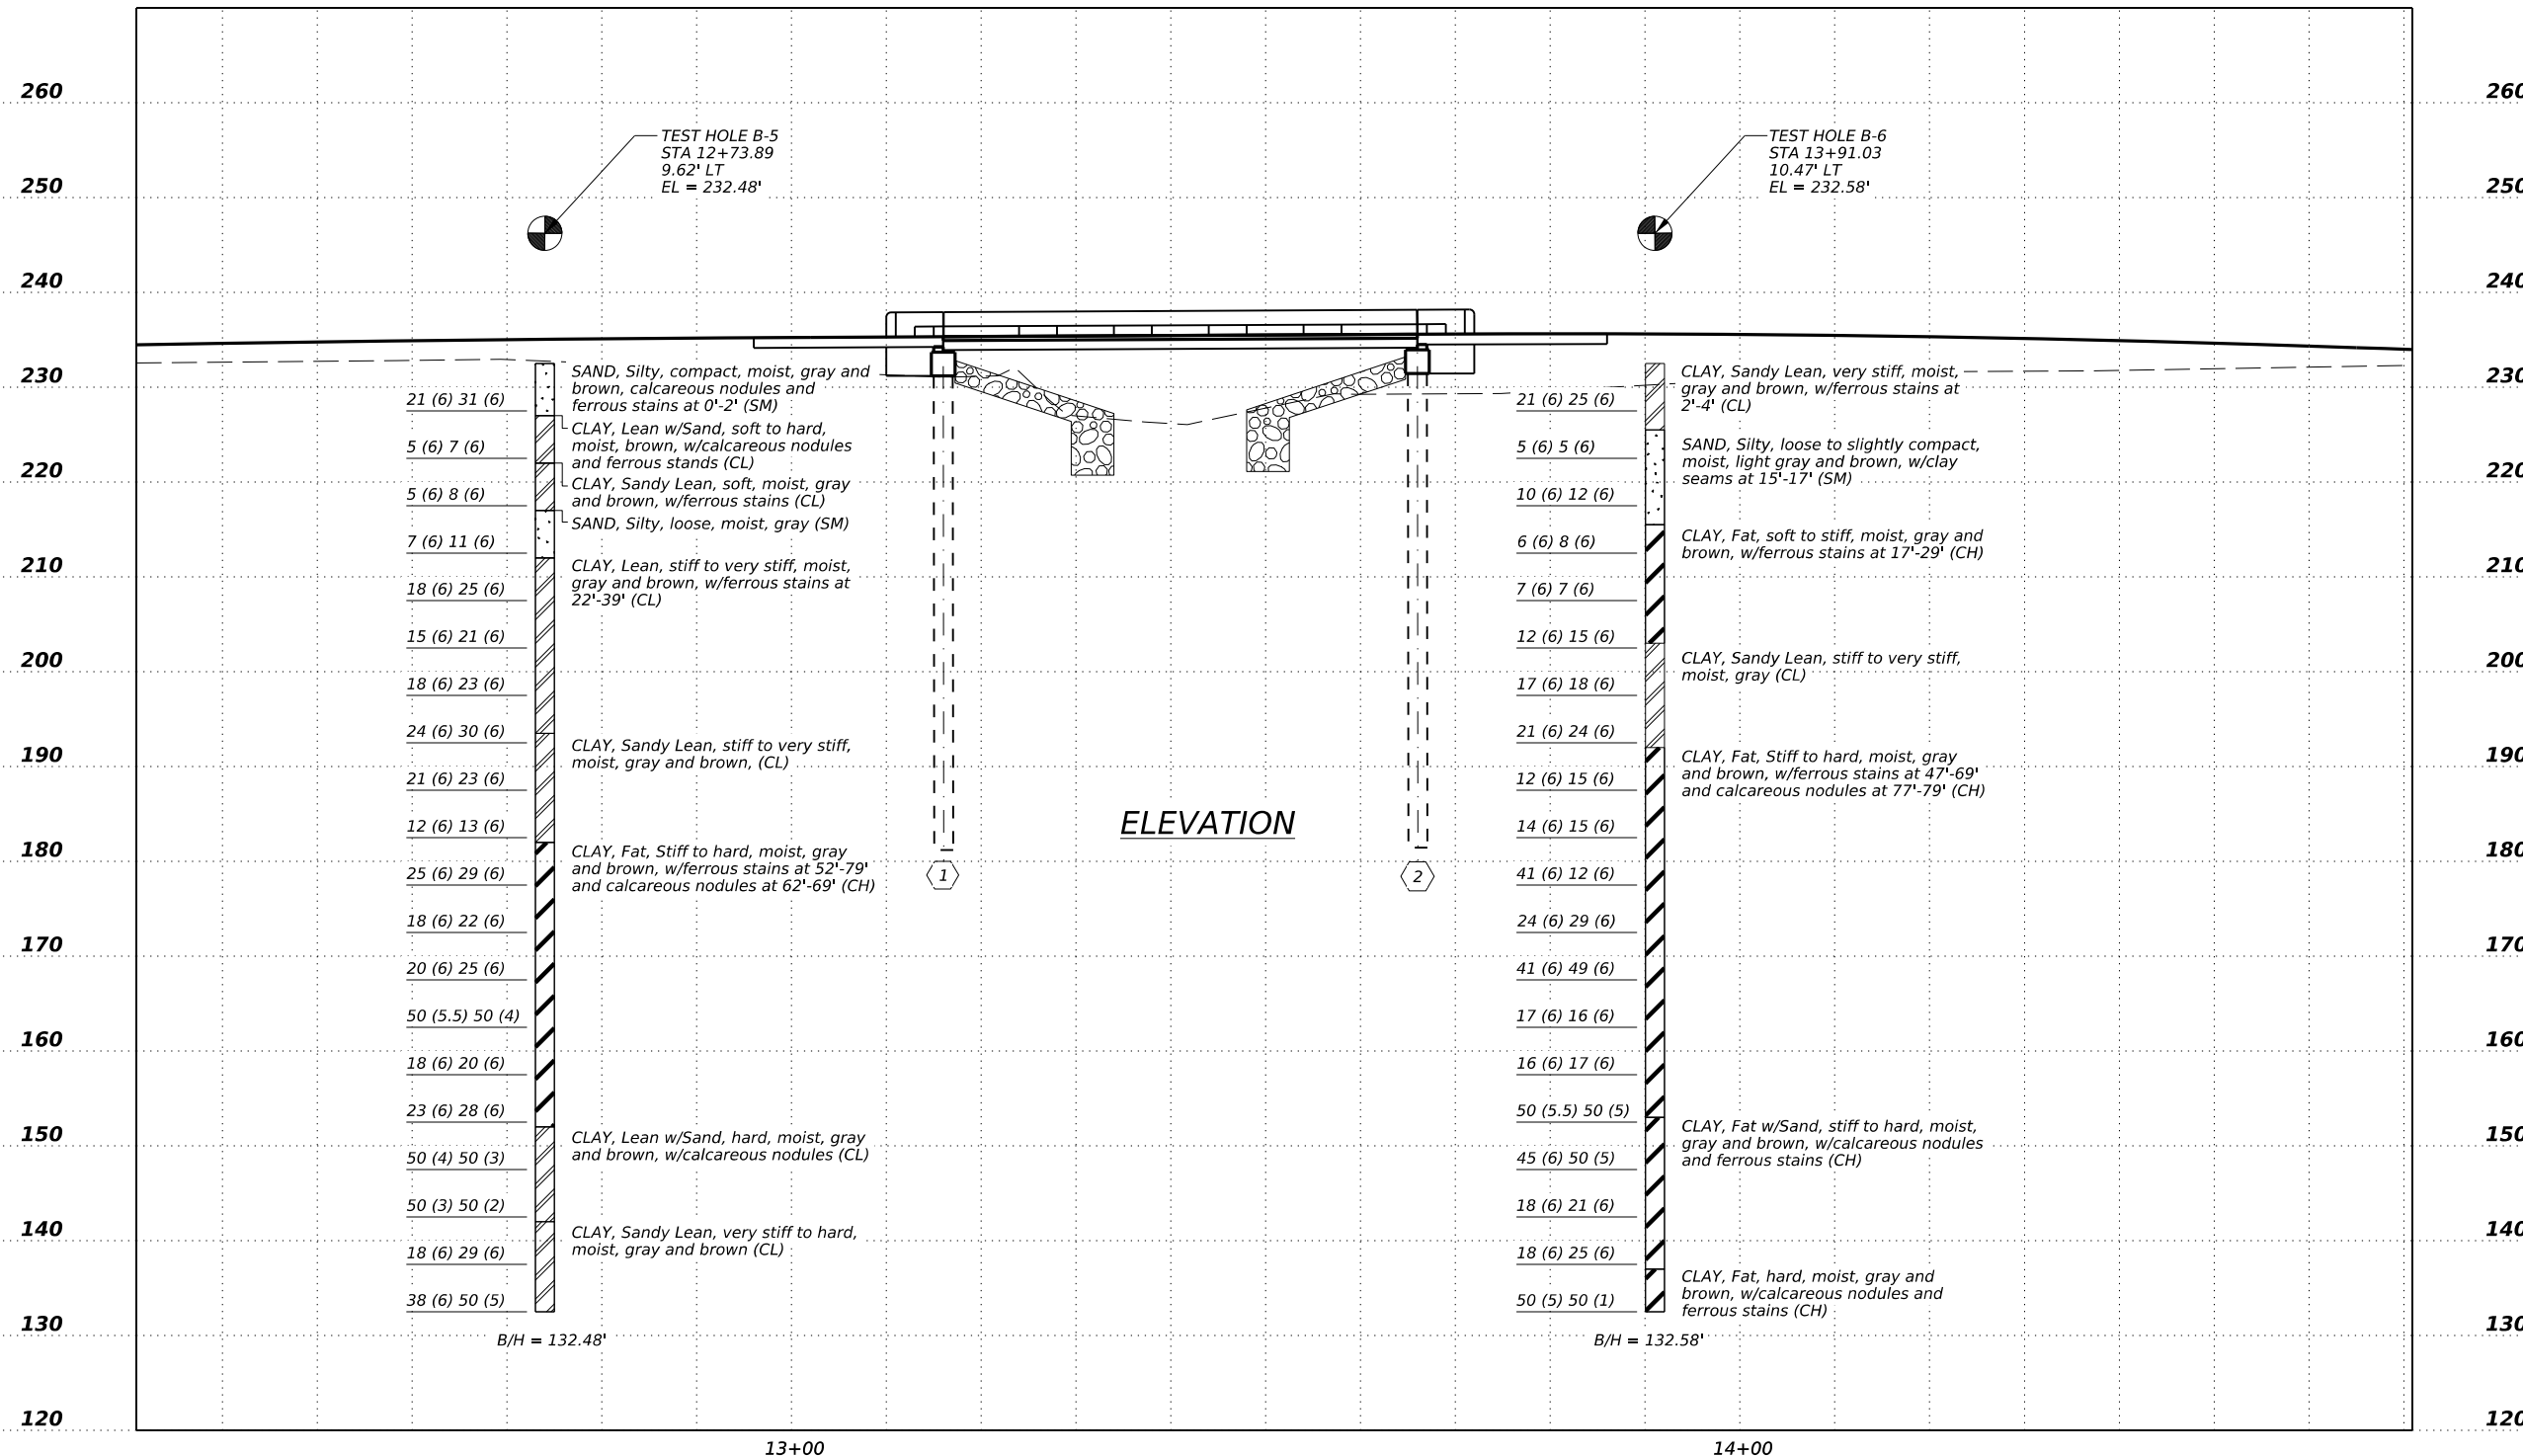 260
250
240
230
220
210
200
190
180
170
160
150
140
130
120
TEST HOLE B-5
STA 12+73.89
9.62' LT
EL = 232.48'
21 (6) 31 (6)
5 (6) 7 (6)
5 (6) 8 (6)
7 (6) 11 (6)
18 (6) 25 (6)
15 (6) 21 (6)
18 (6) 23 (6)
24 (6) 30 (6)
21 (6) 23 (6)
12 (6) 13 (6)
25 (6) 29 (6)
18 (6) 22 (6)
20 (6) 25 (6)
50 (5.5) 50 (4)
18 (6) 20 (6)
23 (6) 28 (6)
50 (4) 50 (3)
50 (3) 50 (2)
18 (6) 29 (6)
38 (6) 50 (5)
SAND, Silty, compact, moist, gray and
brown, calcareous nodules and
ferrous stains at 0'-2' (SM)
CLAY, Lean w/Sand, soft to hard,
moist, brown, w/calcareous nodules
and ferrous stands (CL)
CLAY, Sandy Lean, soft, moist, gray
and brown, w/ferrous stains (CL)
SAND, Silty, loose, moist, gray (SM)
CLAY, Lean, stiff to very stiff, moist,
gray and brown, w/ferrous stains at
22'-39' (CL)
CLAY, Sandy Lean, stiff to very stiff,
moist, gray and brown, (CL)
CLAY, Fat, Stiff to hard, moist, gray
and brown, w/ferrous stains at 52'-79'
and calcareous nodules at 62'-69' (CH)
CLAY, Lean w/Sand, hard, moist, gray
and brown, w/calcareous nodules (CL)
CLAY, Sandy Lean, very stiff to hard,
moist, gray and brown (CL)
B/H = 132.48'
ELEVATION
1
2
TEST HOLE B-6
STA 13+91.03
10.47' LT
EL = 232.58'
21 (6) 25 (6)
5 (6) 5 (6)
10 (6) 12 (6)
6 (6) 8 (6)
7 (6) 7 (6)
12 (6) 15 (6)
17 (6) 18 (6)
21 (6) 24 (6)
12 (6) 15 (6)
14 (6) 15 (6)
41 (6) 12 (6)
24 (6) 29 (6)
41 (6) 49 (6)
17 (6) 16 (6)
16 (6) 17 (6)
50 (5.5) 50 (5)
45 (6) 50 (5)
18 (6) 21 (6)
18 (6) 25 (6)
50 (5) 50 (1)
CLAY, Sandy Lean, very stiff, moist,
gray and brown, w/ferrous stains at
2'-4' (CL)
SAND, Silty, loose to slightly compact,
moist, light gray and brown, w/clay
seams at 15'-17' (SM)
CLAY, Fat, soft to stiff, moist, gray and
brown, w/ferrous stains at 17'-29' (CH)
CLAY, Sandy Lean, stiff to very stiff,
moist, gray (CL)
CLAY, Fat, Stiff to hard, moist, gray
and brown, w/ferrous stains at 47'-69'
and calcareous nodules at 77'-79' (CH)
CLAY, Fat w/Sand, stiff to hard, moist,
gray and brown, w/calcareous nodules
and ferrous stains (CH)
CLAY, Fat, hard, moist, gray and
brown, w/calcareous nodules and
ferrous stains (CH)
B/H = 132.58'
260
250
240
230
220
210
200
190
180
170
160
150
140
130
120
13+00
14+00